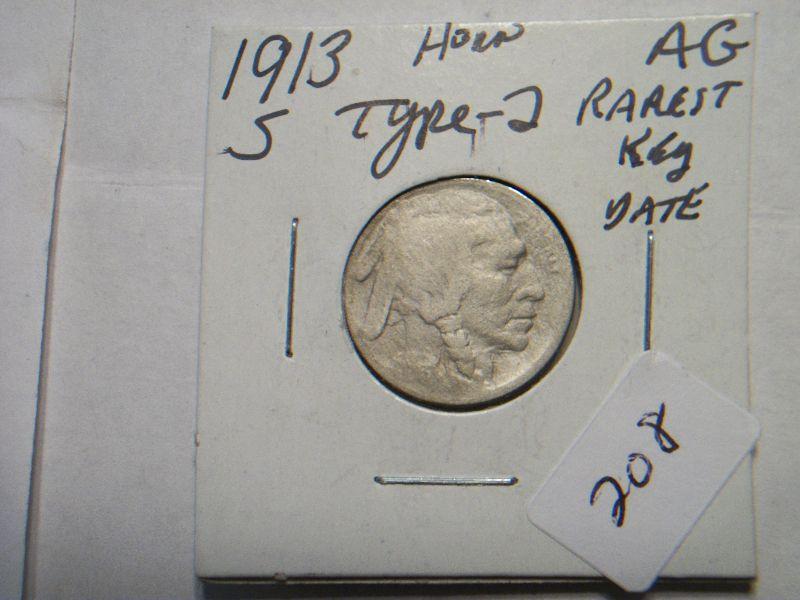 1913 HORN AG
S Type-2 RAREST
Key
DATE
208